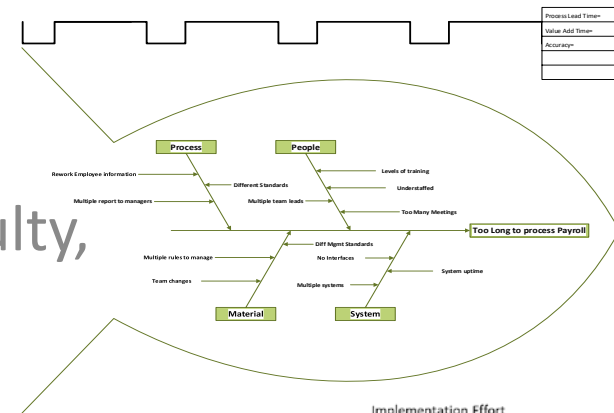 Process Lead Time=
Value Add Time=
Accuracy=
Process
People
Rework Employee information
Different Standards
Multiple report to managers
Levels of training
Understaffed
Multiple team leads
Too Many Meetings
ulty,
Too Long to process Payroll
Diff Mgmt Standards
Multiple rules to manage
Team changes
No Interfaces
System uptime
Multiple systems
Material
System
Implementation Effort